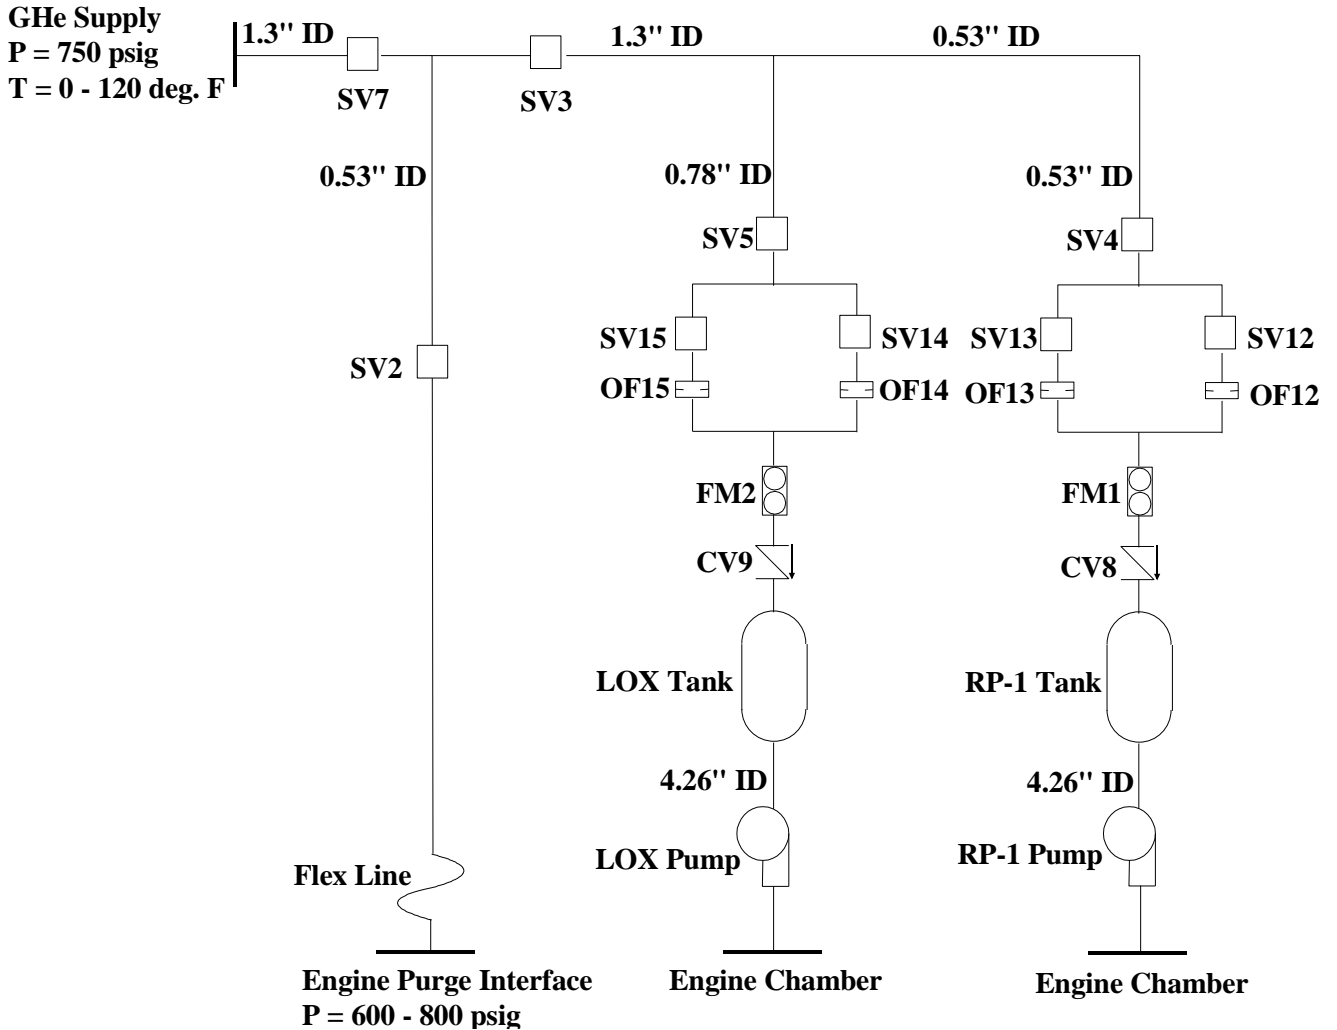 GHe Supply
P = 750 psig
T = 0 - 120 deg. F
1.3" ID
1.3" ID
0.53" ID
SV7
SV3
0.53" ID
0.78" ID
0.53" ID
SV5
SV4
SV2
SV15
SV14
SV13
SV12
OF15
OF14
OF13
OF12
FM2
FM1
CV9
CV8
LOX Tank
RP-1 Tank
4.26" ID
4.26" ID
LOX Pump
RP-1 Pump
Flex Line
Engine Purge Interface
P = 600 - 800 psig
Engine Chamber
Engine Chamber